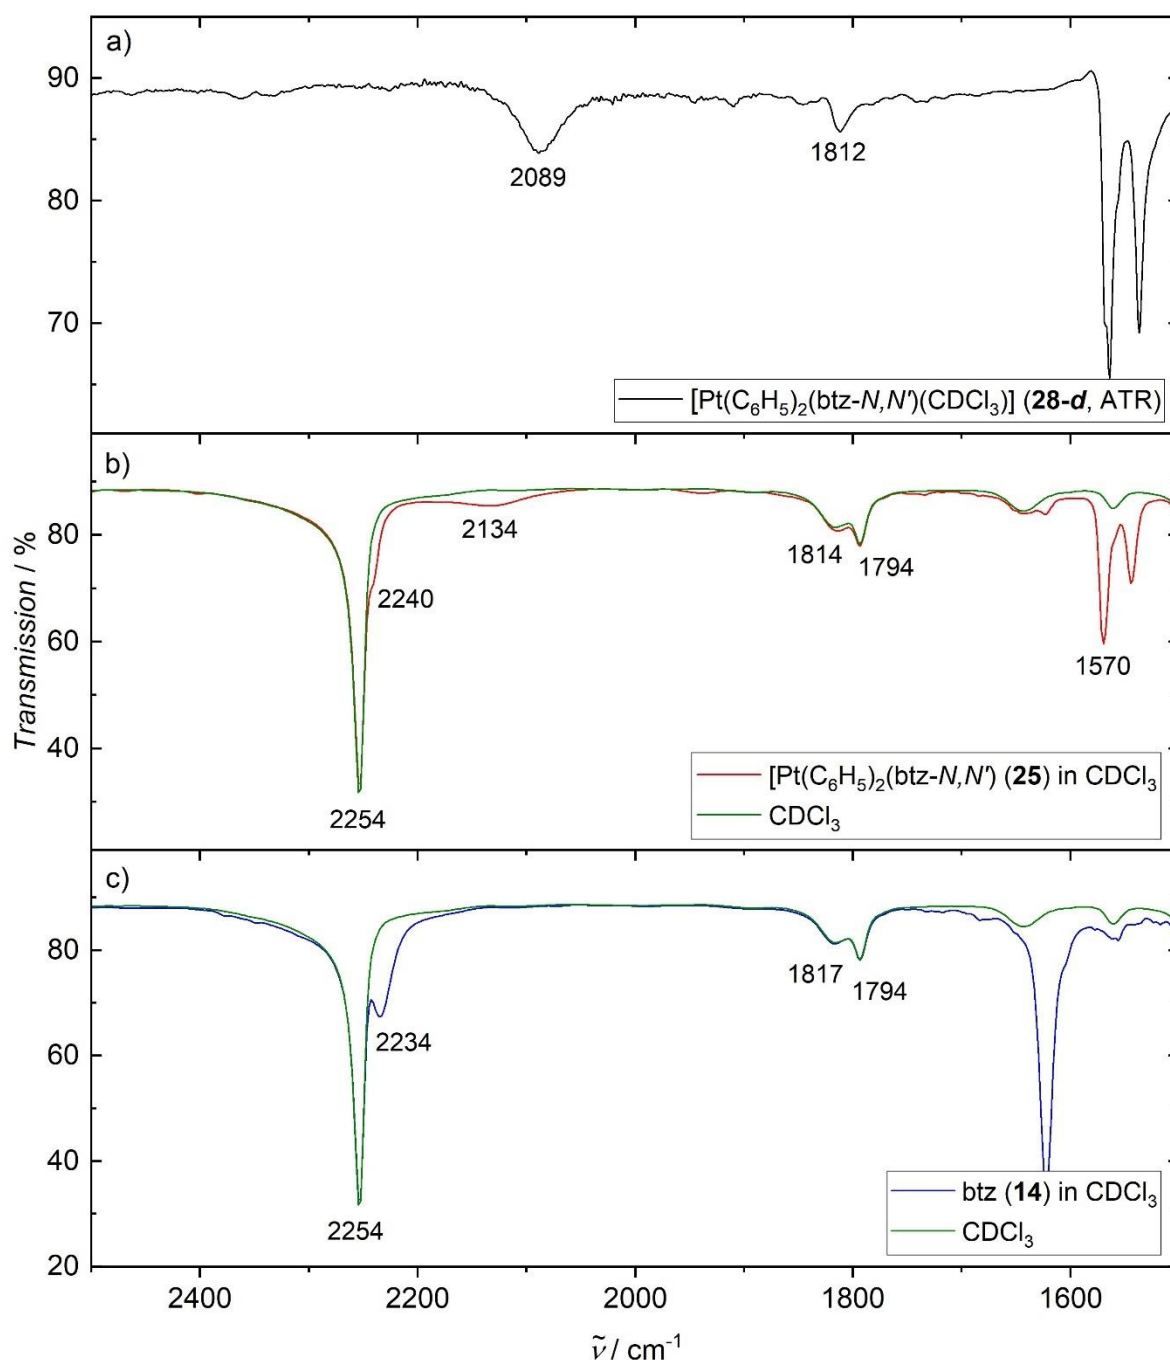 a)
90
80
70
2089
1812
[Pt(C₆H₅)₂(btz-N,N')(CDCl₃)] (28-d, ATR)
b)
80
60
40
2134
2240
2254
1814
1794
1570
[Pt(C₆H₅)₂(btz-N,N') (25) in CDCl₃
CDCl₃
Transmission / %
c)
80
60
40
20
2234
2254
1817
1794
btz (14) in CDCl₃
CDCl₃
2400 2200 2000 1800 1600
ν̃ / cm⁻¹